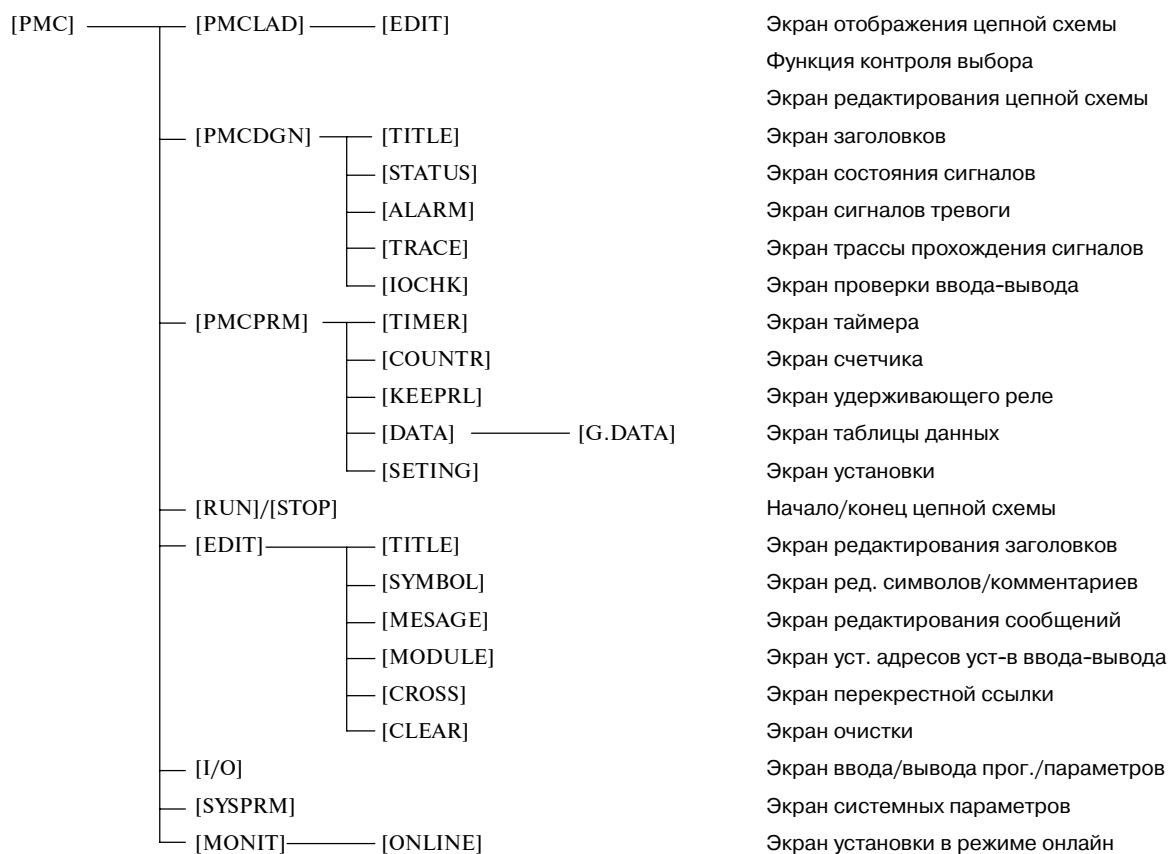 [PMC] [PMCLAD] [EDIT] Экран отображения цепной схемы
Функция контроля выбора
Экран редактирования цепной схемы
[PMCDGN] [TITLE] Экран заголовков
[STATUS] Экран состояния сигналов
[ALARM] Экран сигналов тревоги
[TRACE] Экран трассы прохождения сигналов
[IOCHK] Экран проверки ввода-вывода
[PMCPRM] [TIMER] Экран таймера
[COUNTR] Экран счетчика
[KEEPRL] Экран удерживающего реле
[DATA] [G.DATA] Экран таблицы данных
[SETING] Экран установки
[RUN]/[STOP] Начало/конец цепной схемы
[EDIT] [TITLE] Экран редактирования заголовков
[SYMBOL] Экран ред. символов/комментариев
[MESAGE] Экран редактирования сообщений
[MODULE] Экран уст. адресов уст-в ввода-вывода
[CROSS] Экран перекрестной ссылки
[CLEAR] Экран очистки
[I/O] Экран ввода/вывода прог./параметров
[SYSPRM] Экран системных параметров
[MONIT] [ONLINE] Экран установки в режиме онлайн